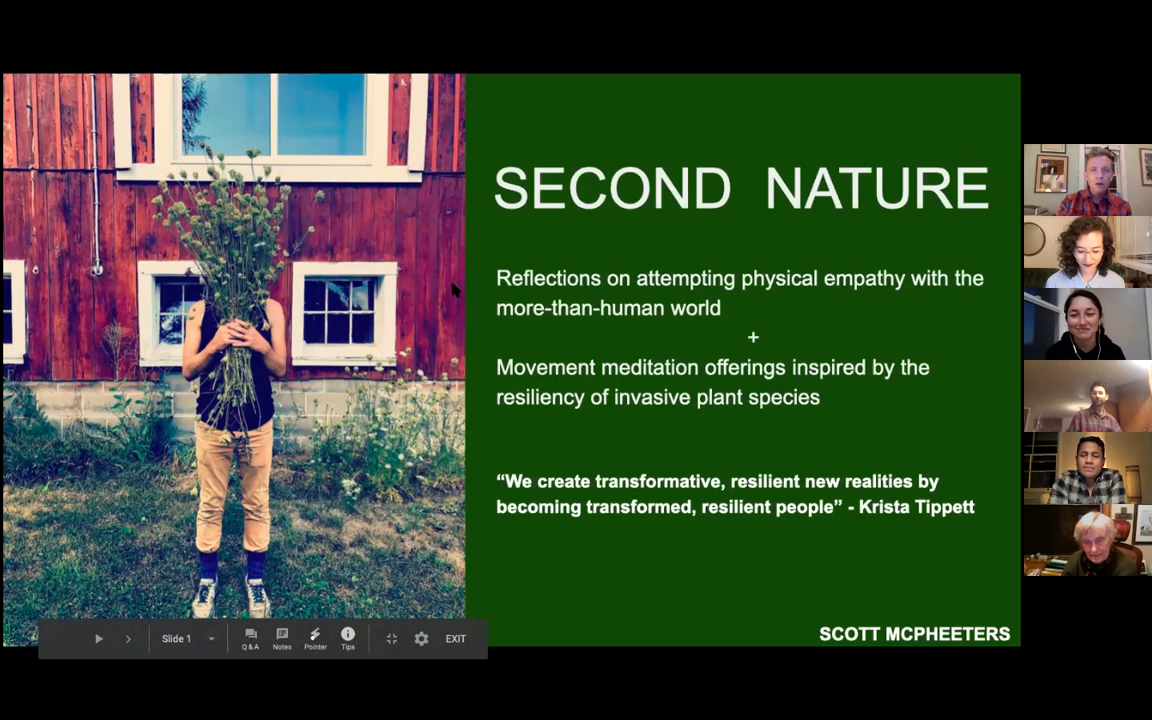 SECOND NATURE
Reflections on attempting physical empathy with the
more-than-human world
+
Movement meditation offerings inspired by the
resiliency of invasive plant species
“We create transformative, resilient new realities by
becoming transformed, resilient people” - Krista Tippett
SCOTT MCPHEETERS
Slide 1
Q & A
Notes
Pointer
Tips
EXIT